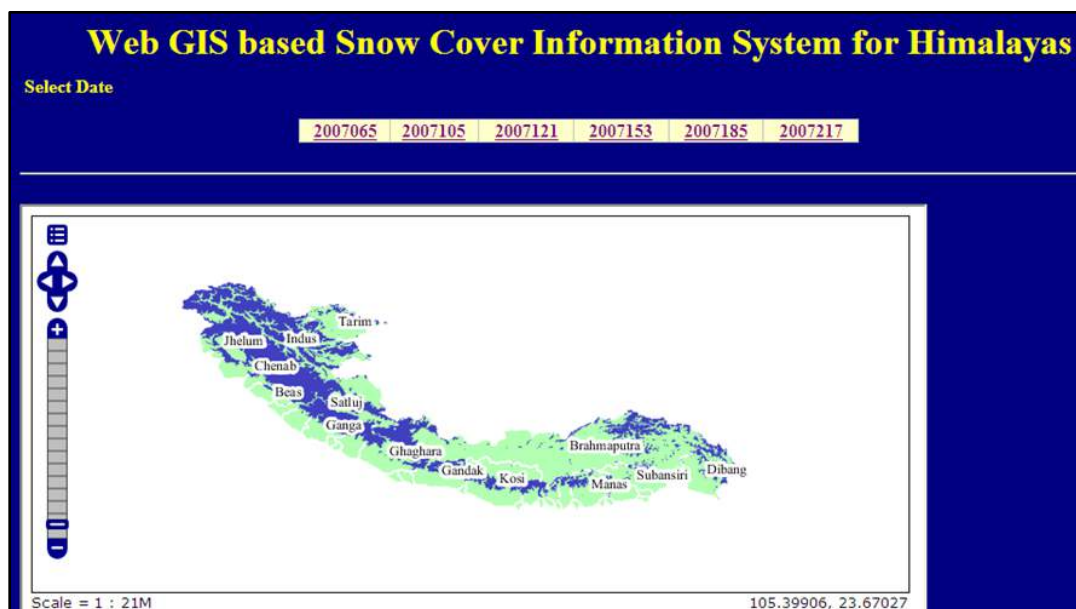 Web GIS based Snow Cover Information System for Himalayas
Select Date
2007065 2007105 2007121 2007153 2007185 2007217
Tarim
Jhelum Indus
Chenab
Beas
Satluj
Ganga
Ghaghara
Brahmaputra
Gandak
Kosi
Manas
Subansiri
Dibang
Scale = 1 : 21M 105.39906, 23.67027